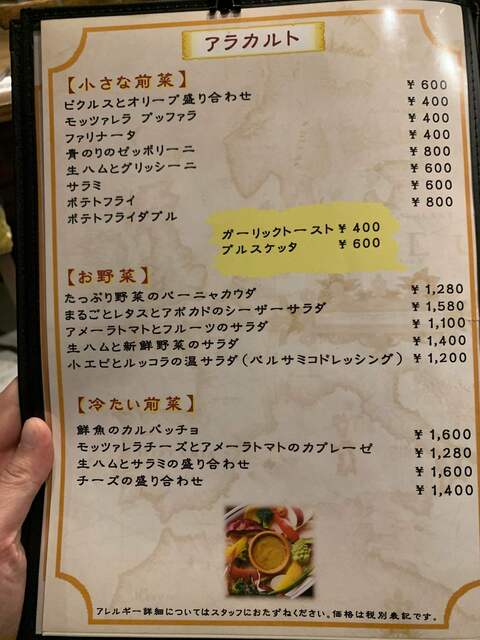 アラカルト
【小さな前菜】
ピクルスとオリーブ盛り合わせ ￥600
モッツァレラ ブッファラ ￥400
ファリナータ ￥400
青のりのゼッポリーニ ￥400
生ハムとグリッシーニ ￥800
サラミ ￥600
ポテトフライ ￥600
ポテトフライダブル ￥800
ガーリックトースト ￥400
ブルスケッタ ￥600
【お野菜】
たっぷり野菜のバーニャカウダ ￥1,280
まるごとレタスとアボカドのシーザーサラダ ￥1,580
アメーラトマトとフルーツのサラダ ￥1,100
生ハムと新鮮野菜のサラダ ￥1,400
小エビとルッコラの温サラダ(バルサミコドレッシング) ￥1,200
【冷たい前菜】
鮮魚のカルパッチョ ￥1,600
モッツァレラチーズとアメーラトマトのカプレーゼ ￥1,280
生ハムとサラミの盛り合わせ ￥1,600
チーズの盛り合わせ ￥1,400
アレルギー詳細についてはスタッフにおたずねください。価格は税別表記です。